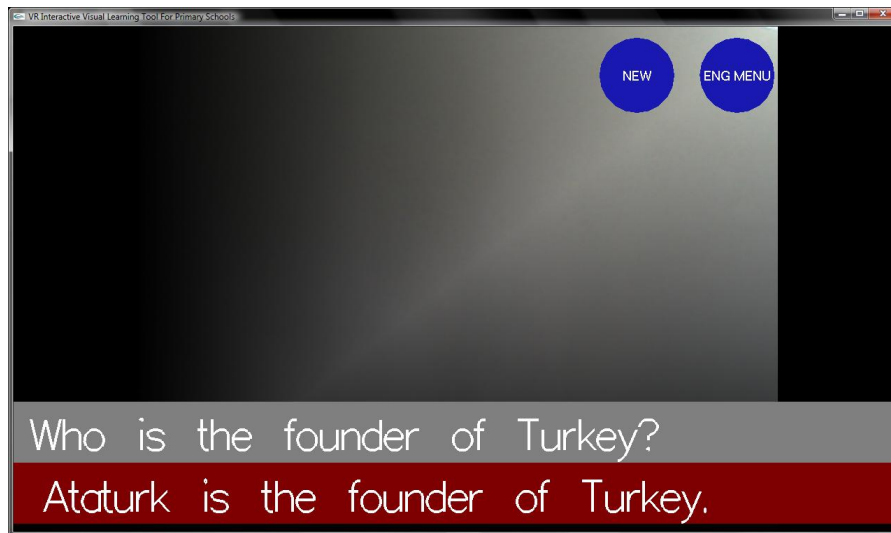 VR Interactive Visual Learning Tool For Primary Schools
NEW
ENG MENU
Who is the founder of Turkey?
Ataturk is the founder of Turkey.